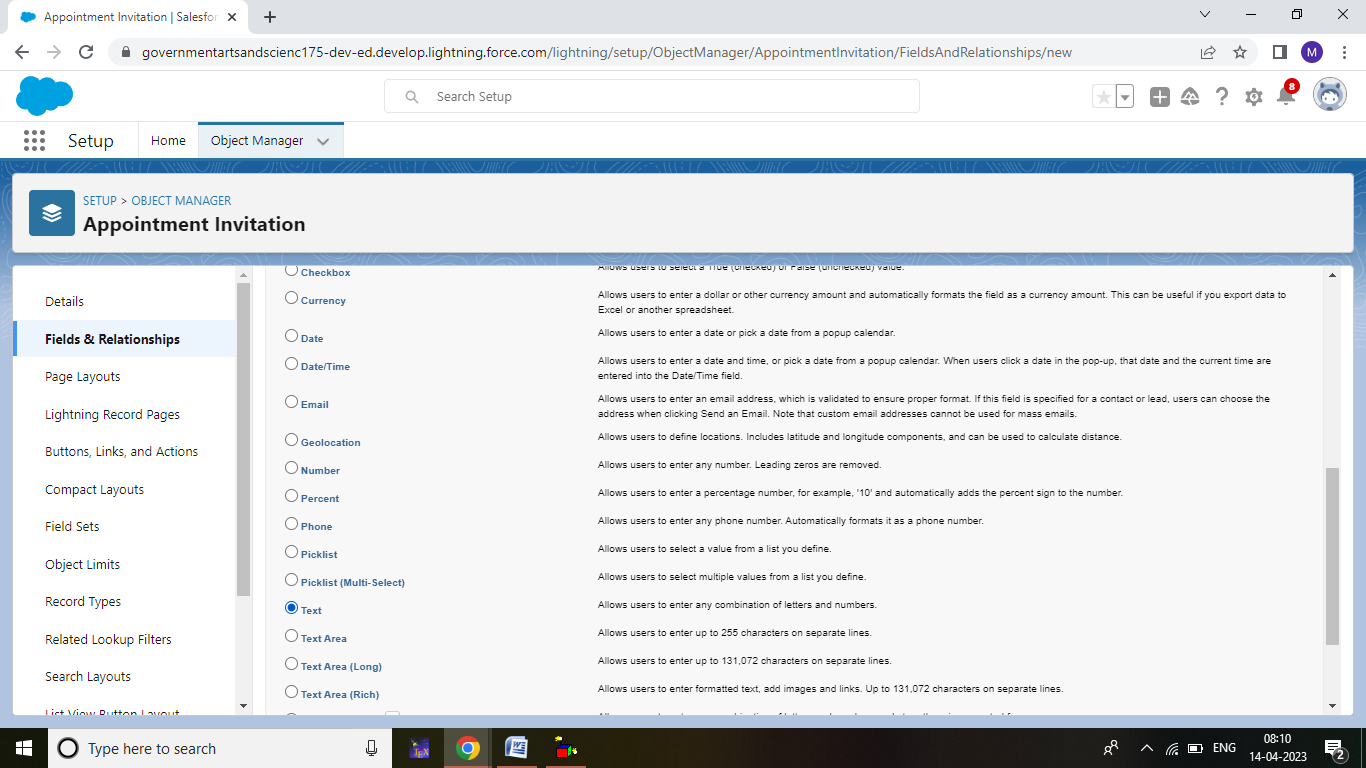 Appointment Invitation | Salesfor
governmentartsandscienc175-dev-ed.develop.lightning.force.com/lightning/setup/ObjectManager/AppointmentInvitation/FieldsAndRelationships/new
M
Search Setup
8
Setup
Home
Object Manager
SETUP > OBJECT MANAGER
Appointment Invitation
Details
Fields & Relationships
Page Layouts
Lightning Record Pages
Buttons, Links, and Actions
Compact Layouts
Field Sets
Object Limits
Record Types
Related Lookup Filters
Search Layouts
List View Button Layout
Checkbox
Allows users to select a True (checked) or False (unchecked) value.
Currency
Allows users to enter a dollar or other currency amount and automatically formats the field as a currency amount. This can be useful if you export data to
Excel or another spreadsheet.
Date
Allows users to enter a date or pick a date from a popup calendar.
Date/Time
Allows users to enter a date and time, or pick a date from a popup calendar. When users click a date in the pop-up, that date and the current time are
entered into the Date/Time field.
Email
Allows users to enter an email address, which is validated to ensure proper format. If this field is specified for a contact or lead, users can choose the
address when clicking Send an Email. Note that custom email addresses cannot be used for mass emails.
Geolocation
Allows users to define locations. Includes latitude and longitude components, and can be used to calculate distance.
Number
Allows users to enter any number. Leading zeros are removed.
Percent
Allows users to enter a percentage number, for example, '10' and automatically adds the percent sign to the number.
Phone
Allows users to enter any phone number. Automatically formats it as a phone number.
Picklist
Allows users to select a value from a list you define.
Picklist (Multi-Select)
Allows users to select multiple values from a list you define.
Text
Allows users to enter any combination of letters and numbers.
Text Area
Allows users to enter up to 255 characters on separate lines.
Text Area (Long)
Allows users to enter up to 131,072 characters on separate lines.
Text Area (Rich)
Allows users to enter formatted text, add images and links. Up to 131,072 characters on separate lines.
Type here to search
ENG
08:10
14-04-2023
2